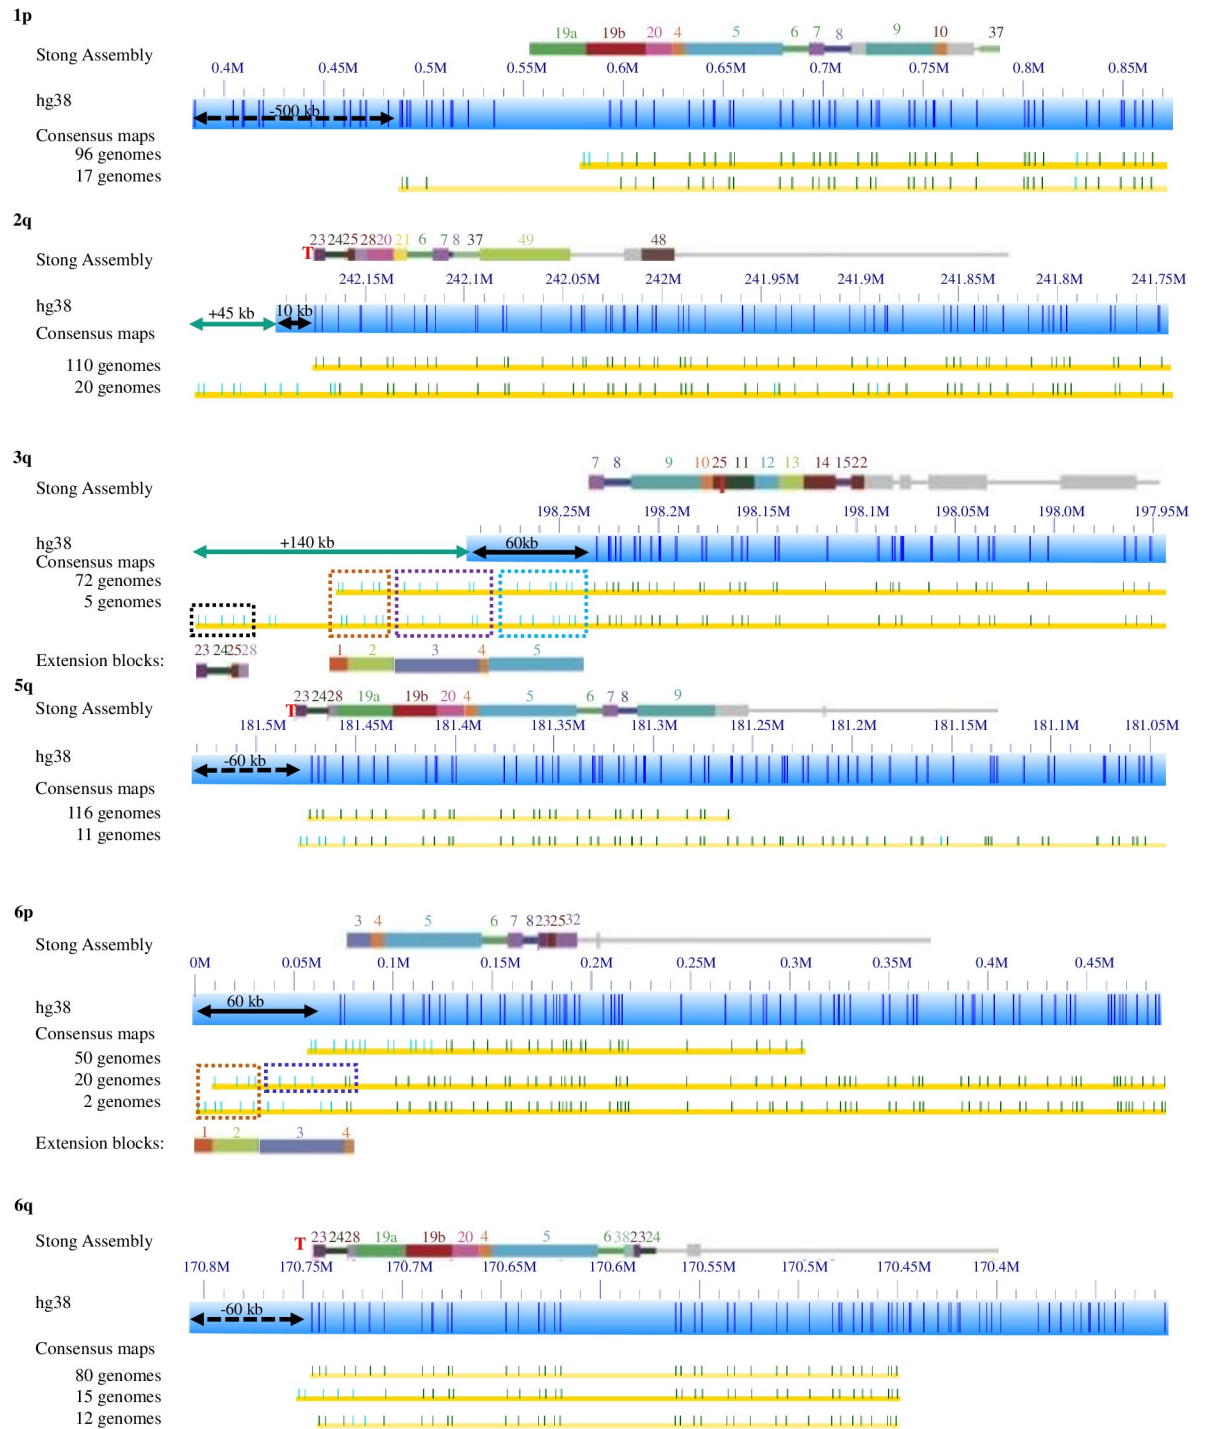 1p
19a 19b 20 4 5 6 7 8 9 10 37
Stong Assembly
0.4M 0.45M 0.5M 0.55M 0.6M 0.65M 0.7M 0.75M 0.8M 0.85M
hg38
-500 kb
Consensus maps
96 genomes
17 genomes
2q
T 23 24 25 28 20 21 6 7 8 37 49 48
Stong Assembly
242.15M 242.1M 242.05M 242M 241.95M 241.9M 241.85M 241.8M 241.75M
hg38
+45 kb 10 kb
Consensus maps
110 genomes
20 genomes
3q
7 8 9 10 25 11 12 13 14 15 22
Stong Assembly
198.25M 198.2M 198.15M 198.1M 198.05M 198.0M 197.95M
hg38
+140 kb 60kb
Consensus maps
72 genomes
5 genomes
Extension blocks:
23 24 25 28 1 2 3 4 5
5q
T 23 24 28 19a 19b 20 4 5 6 7 8 9
Stong Assembly
181.5M 181.45M 181.4M 181.35M 181.3M 181.25M 181.2M 181.15M 181.1M 181.05M
hg38
-60 kb
Consensus maps
116 genomes
11 genomes
6p
3 4 5 6 7 8 23 25 32
Stong Assembly
0M 0.05M 0.1M 0.15M 0.2M 0.25M 0.3M 0.35M 0.4M 0.45M
hg38
60 kb
Consensus maps
50 genomes
20 genomes
2 genomes
Extension blocks:
1 2 3 4
6q
T 23 24 28 19a 19b 20 4 5 6 38 23 24
Stong Assembly
170.8M 170.75M 170.7M 170.65M 170.6M 170.55M 170.5M 170.45M 170.4M
hg38
-60 kb
Consensus maps
80 genomes
15 genomes
12 genomes